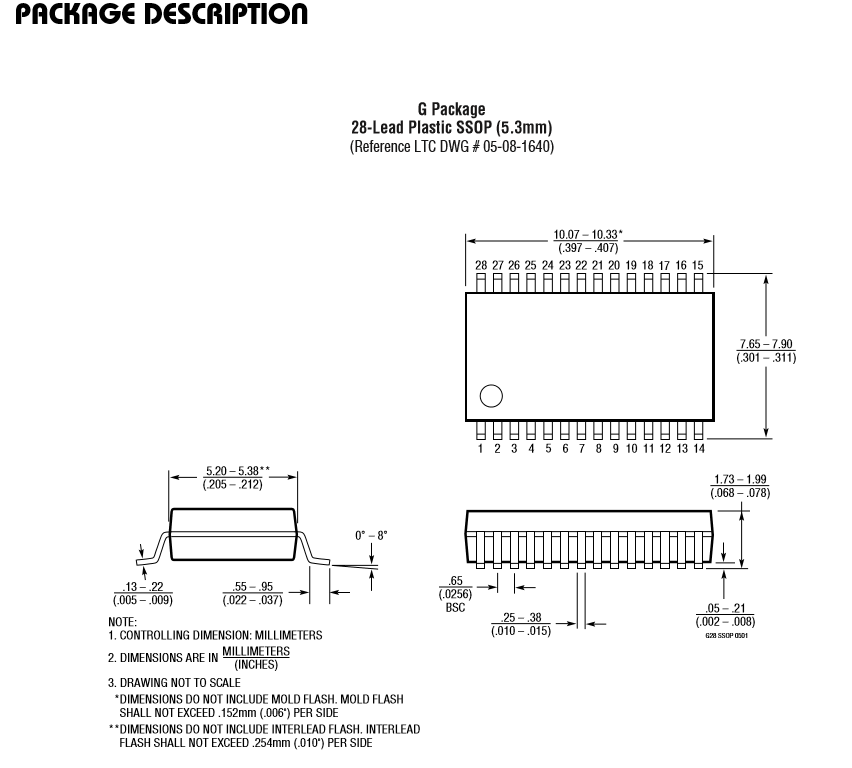 PACKAGE DESCRIPTION
G Package
28-Lead Plastic SSOP (5.3mm)
(Reference LTC DWG # 05-08-1640)
10.07 – 10.33*
(.397 – .407)
28 27 26 25 24 23 22 21 20 19 18 17 16 15
7.65 – 7.90
(.301 – .311)
1 2 3 4 5 6 7 8 9 10 11 12 13 14
5.20 – 5.38**
(.205 – .212)
1.73 – 1.99
(.068 – .078)
0° – 8°
.13 – .22
(.005 – .009)
.55 – .95
(.022 – .037)
.65
(.0256)
BSC
.25 – .38
(.010 – .015)
.05 – .21
(.002 – .008)
G28 SSOP 0501
NOTE:
1. CONTROLLING DIMENSION: MILLIMETERS
2. DIMENSIONS ARE IN MILLIMETERS
(INCHES)
3. DRAWING NOT TO SCALE
*DIMENSIONS DO NOT INCLUDE MOLD FLASH. MOLD FLASH
SHALL NOT EXCEED .152mm (.006") PER SIDE
**DIMENSIONS DO NOT INCLUDE INTERLEAD FLASH. INTERLEAD
FLASH SHALL NOT EXCEED .254mm (.010") PER SIDE